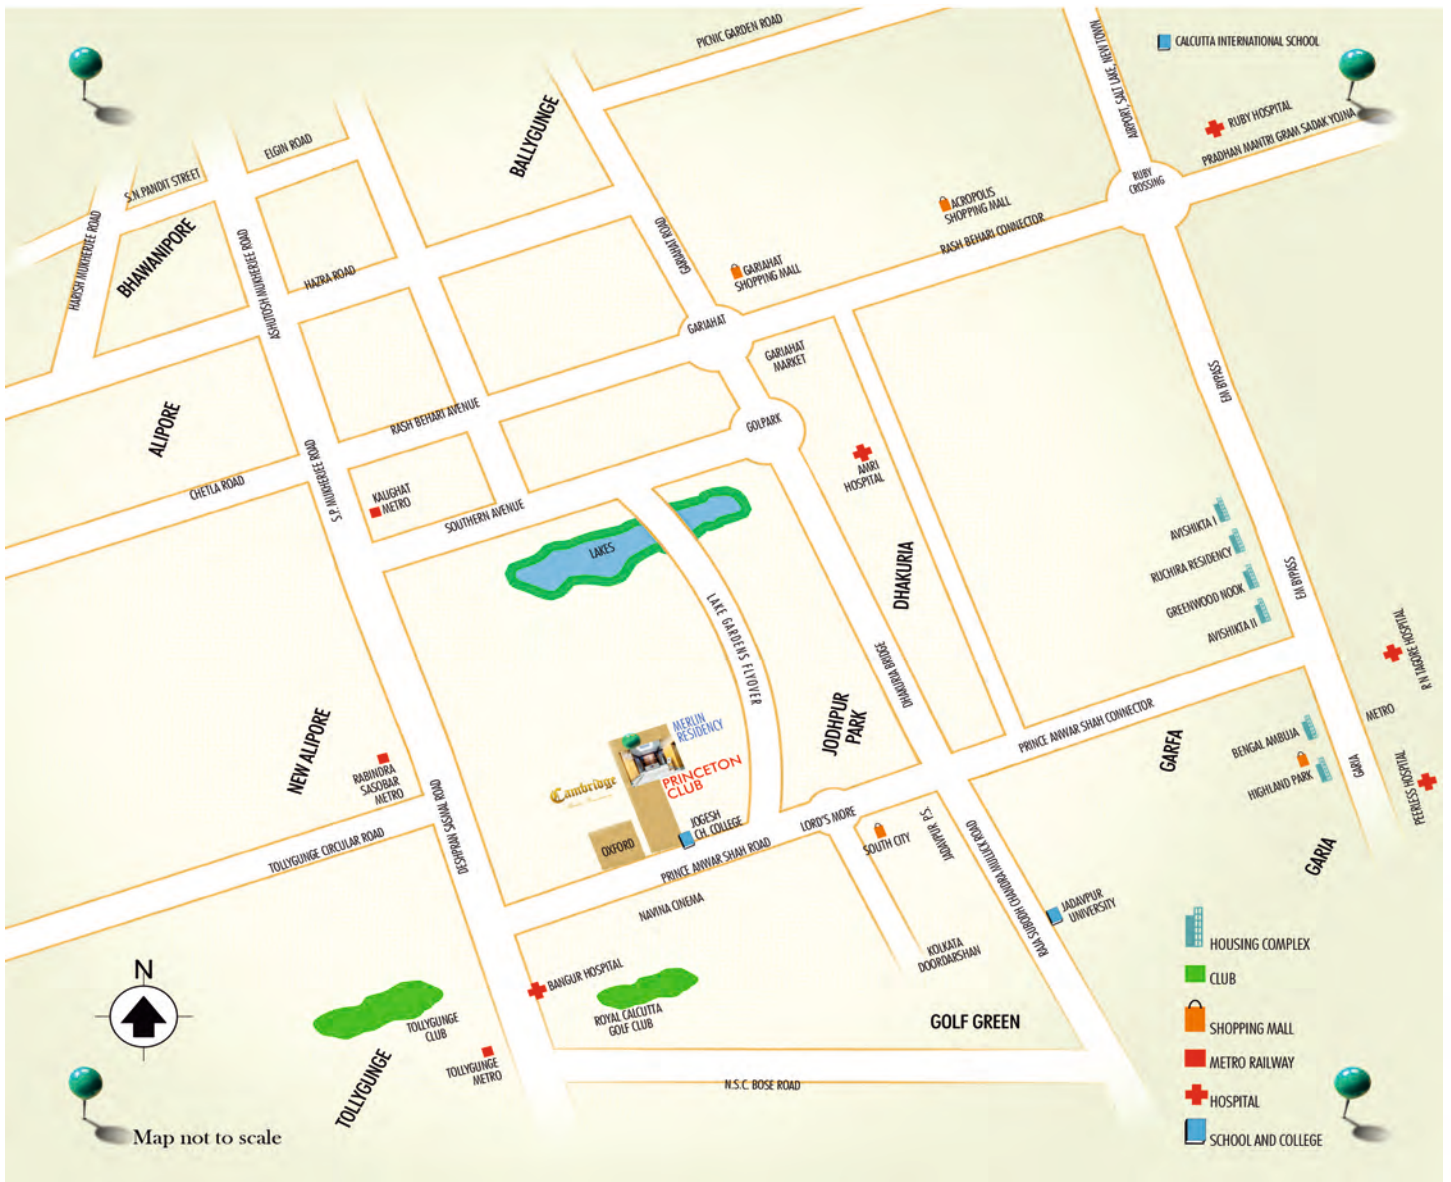 PICNIC GARDEN ROAD
CALCUTTA INTERNATIONAL SCHOOL
AIRPORT, SALT LAKE, NEW TOWN
RUBY HOSPITAL
PRADHAN MANTRI GRAM SADAK YOJNA
RUBY
CROSSING
ELGIN ROAD
BALLYGUNGE
S.N.PANDIT STREET
HARISH MUKHERJEE ROAD
BHAWANIPORE
ASHUTOSH MUKHERJEE ROAD
HAZRA ROAD
GARIAHAT ROAD
ACROPOLIS
SHOPPING MALL
RASH BEHARI CONNECTOR
GARIAHAT
SHOPPING MALL
GARIAHAT
GARIAHAT
MARKET
EM BYPASS
ALIPORE
RASH BEHARI AVENUE
GOLPARK
CHETLA ROAD
S.P. MUKHERJEE ROAD
KALIGHAT
METRO
SOUTHERN AVENUE
AMRI
HOSPITAL
LAKES
DHAKURIA
AVISHIKTA I
RUCHIRA RESIDENCY
GREENWOOD NOOK
AVISHIKTA II
EM BYPASS
R N TAGORE HOSPITAL
LAKE GARDENS FLYOVER
DHAKURIA BRIDGE
JODHPUR
PARK
PRINCE ANWAR SHAH CONNECTOR
GARFA
METRO
BENGAL AMBUJA
HIGHLAND PARK
GARIA
PEERLESS HOSPITAL
GARIA
NEW ALIPORE
RABINDRA
SASOBAR
METRO
DESHPRAN SASMAL ROAD
TOLLYGUNGE CIRCULAR ROAD
MERLIN
RESIDENCY
Cambridge
PRINCETON
CLUB
OXFORD
JOGESH
CH. COLLEGE
PRINCE ANWAR SHAH ROAD
LORD'S MORE
SOUTH CITY
JADAVPUR P.S.
RAJA SUBODH CHANDRA MULLICK ROAD
JADAVPUR
UNIVERSITY
NAVINA CINEMA
KOLKATA
DOORDARSHAN
BANGUR HOSPITAL
ROYAL CALCUTTA
GOLF CLUB
GOLF GREEN
N
TOLLYGUNGE
CLUB
TOLLYGUNGE
METRO
TOLLYGUNGE
N.S.C. BOSE ROAD
HOUSING COMPLEX
CLUB
SHOPPING MALL
METRO RAILWAY
HOSPITAL
SCHOOL AND COLLEGE
Map not to scale